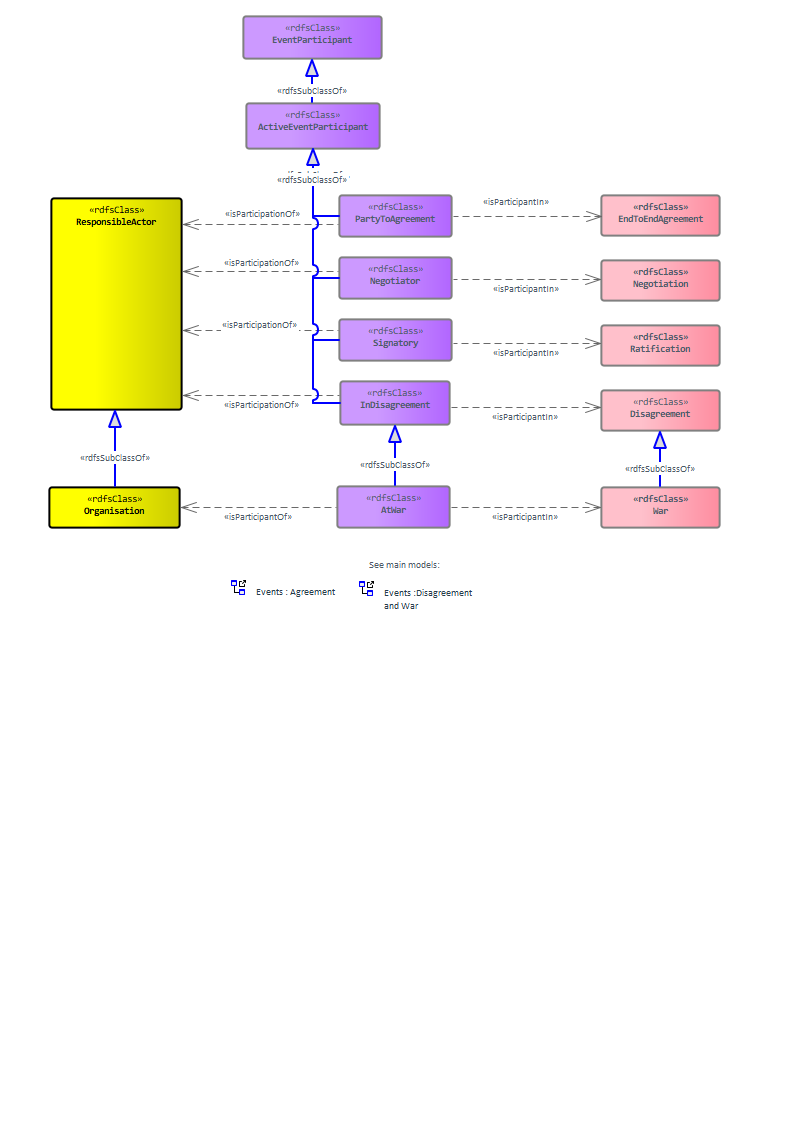 «rdfsClass»
EventParticipant
«rdfsSubClassOf»
«rdfsClass»
ActiveEventParticipant
«rdfsSubClassOf»
«rdfsClass»
ResponsibleActor
«isParticipationOf»
«rdfsClass»
PartyToAgreement
«isParticipantIn»
«rdfsClass»
EndToEndAgreement
«isParticipationOf»
«rdfsClass»
Negotiator
«isParticipantIn»
«rdfsClass»
Negotiation
«isParticipationOf»
«rdfsClass»
Signatory
«isParticipantIn»
«rdfsClass»
Ratification
«isParticipationOf»
«rdfsClass»
InDisagreement
«isParticipantIn»
«rdfsClass»
Disagreement
«rdfsSubClassOf»
«rdfsSubClassOf»
«rdfsSubClassOf»
«rdfsClass»
Organisation
«isParticipantOf»
«rdfsClass»
AtWar
«isParticipantIn»
«rdfsClass»
War
See main models:
Events : Agreement
Events :Disagreement
and War